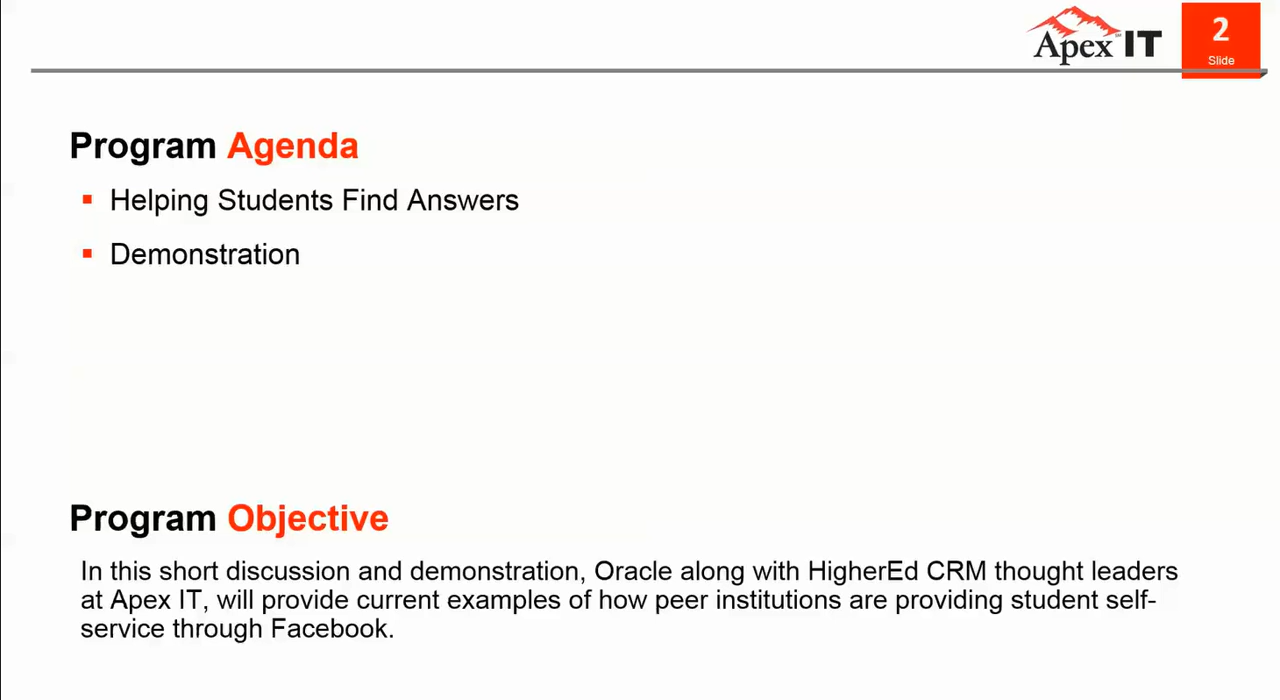 Apex IT
2
Slide
Program Agenda
Helping Students Find Answers
Demonstration
Program Objective
In this short discussion and demonstration, Oracle along with HigherEd CRM thought leaders
at Apex IT, will provide current examples of how peer institutions are providing student self-
service through Facebook.